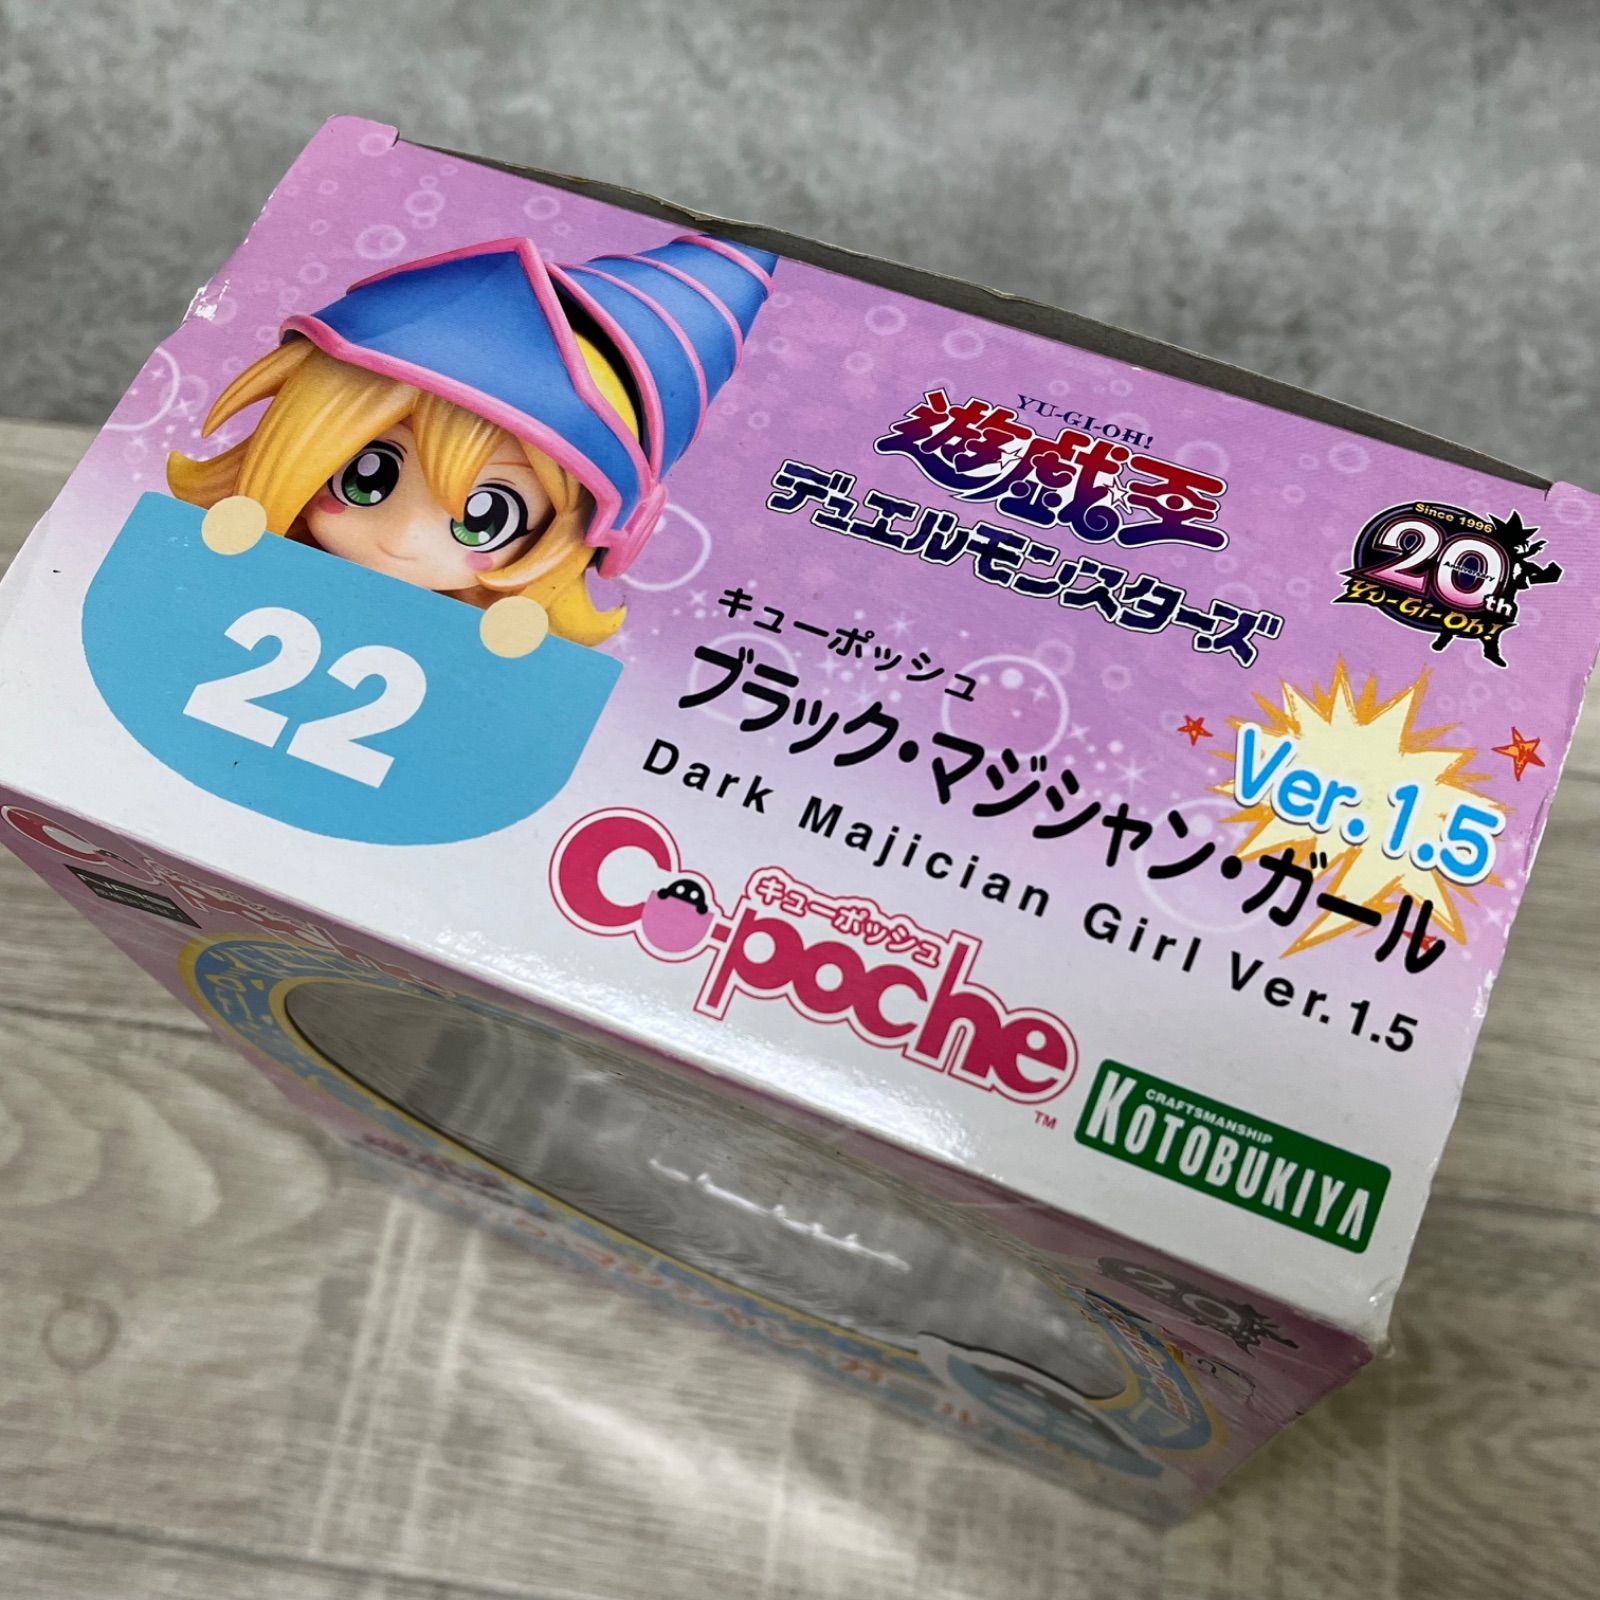 YU-GI-OH!
遊戯王
デュエルモンスターズ
Since 1996
20th
Anniversary
Yu-Gi-Oh!
22
キューポッシュ
ブラック・マジシャン・ガール
Ver.1.5
Dark Majician Girl Ver.1.5
キューポッシュ
Cu-poche
TM
CRAFTSMANSHIP
KOTOBUKIYA